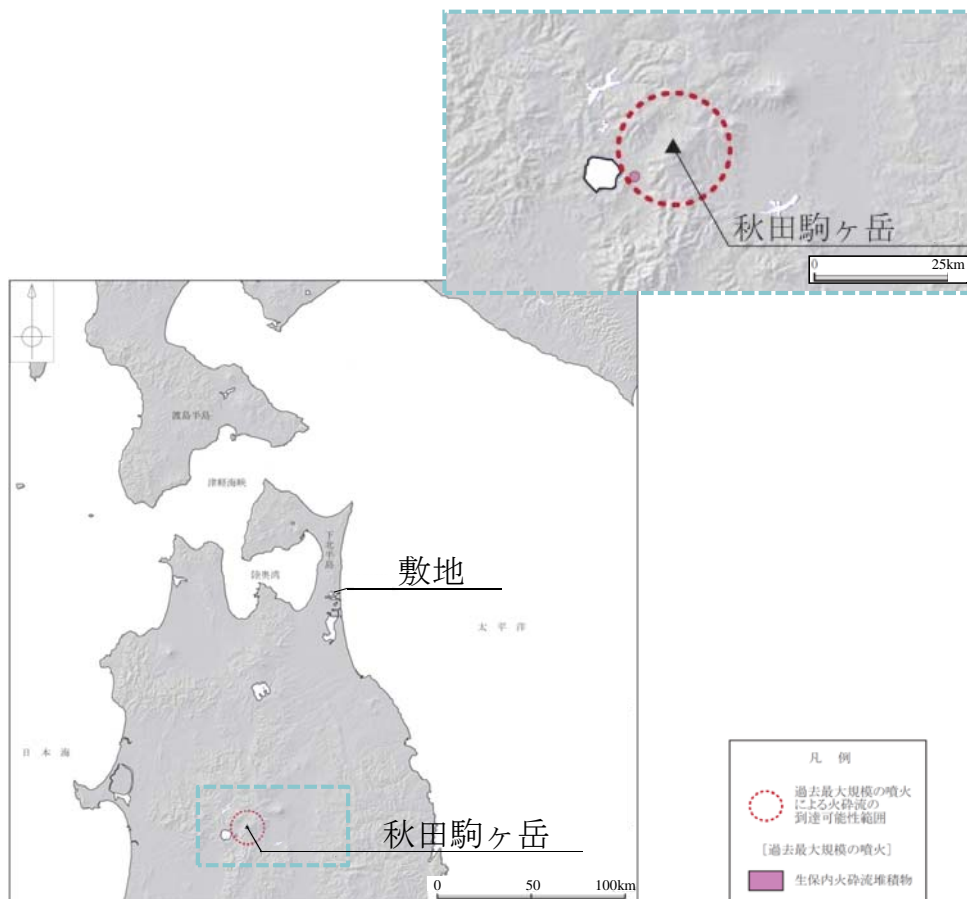 秋田駒ヶ岳
0 25km
渡島半島
津軽海峡
下北半島
陸奥湾
敷地
太平洋
日本海
秋田駒ヶ岳
0 50 100km
凡 例
過去最大規模の噴火
による火砕流の
到達可能性範囲
[過去最大規模の噴火]
生保内火砕流堆積物